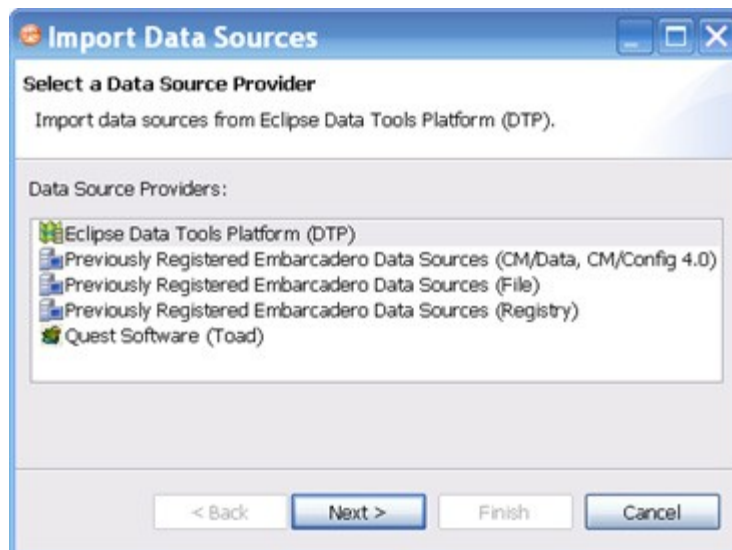 Import Data Sources
Select a Data Source Provider
Import data sources from Eclipse Data Tools Platform (DTP).
Data Source Providers:
Eclipse Data Tools Platform (DTP)
Previously Registered Embarcadero Data Sources (CM/Data, CM/Config 4.0)
Previously Registered Embarcadero Data Sources (File)
Previously Registered Embarcadero Data Sources (Registry)
Quest Software (Toad)
< Back Next > Finish Cancel